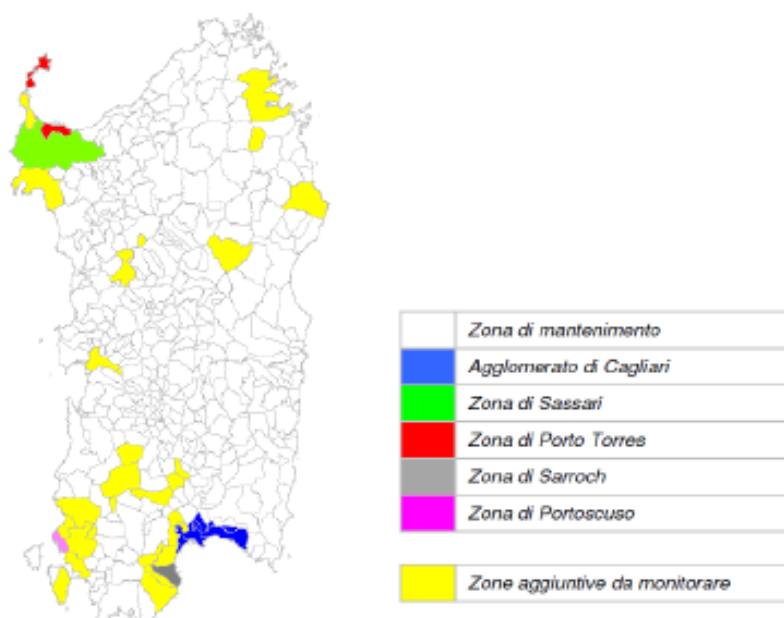 Zona di mantenimento
Agglomerato di Cagliari
Zona di Sassari
Zona di Porto Torres
Zona di Sarroch
Zona di Portoscuso
Zone aggiuntive da monitorare